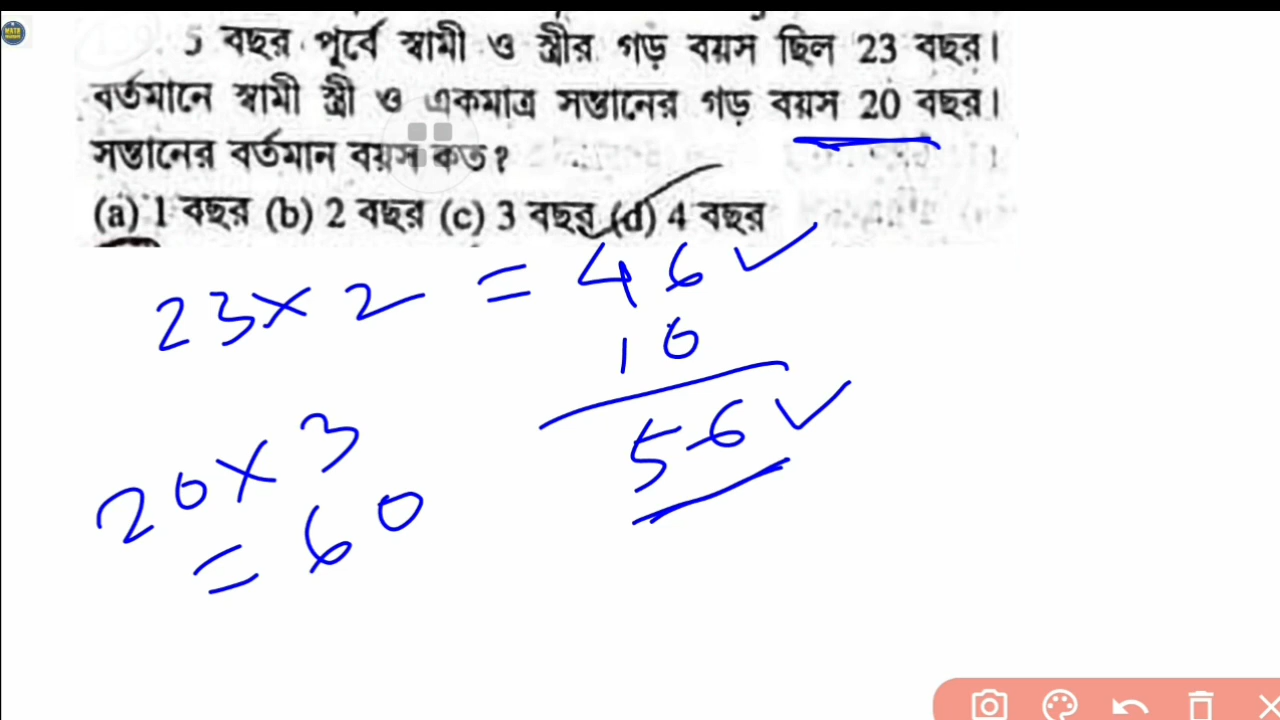 5 বছর পূর্বে স্বামী ও স্ত্রীর গড় বয়স ছিল 23 বছর।
বর্তমানে স্বামী স্ত্রী ও একমাত্র সন্তানের গড় বয়স 20 বছর।
সন্তানের বর্তমান বয়স কত?
(a) 1 বছর (b) 2 বছর (c) 3 বছর (d) 4 বছর
23 × 2 = 46
10
56
20 × 3
= 60